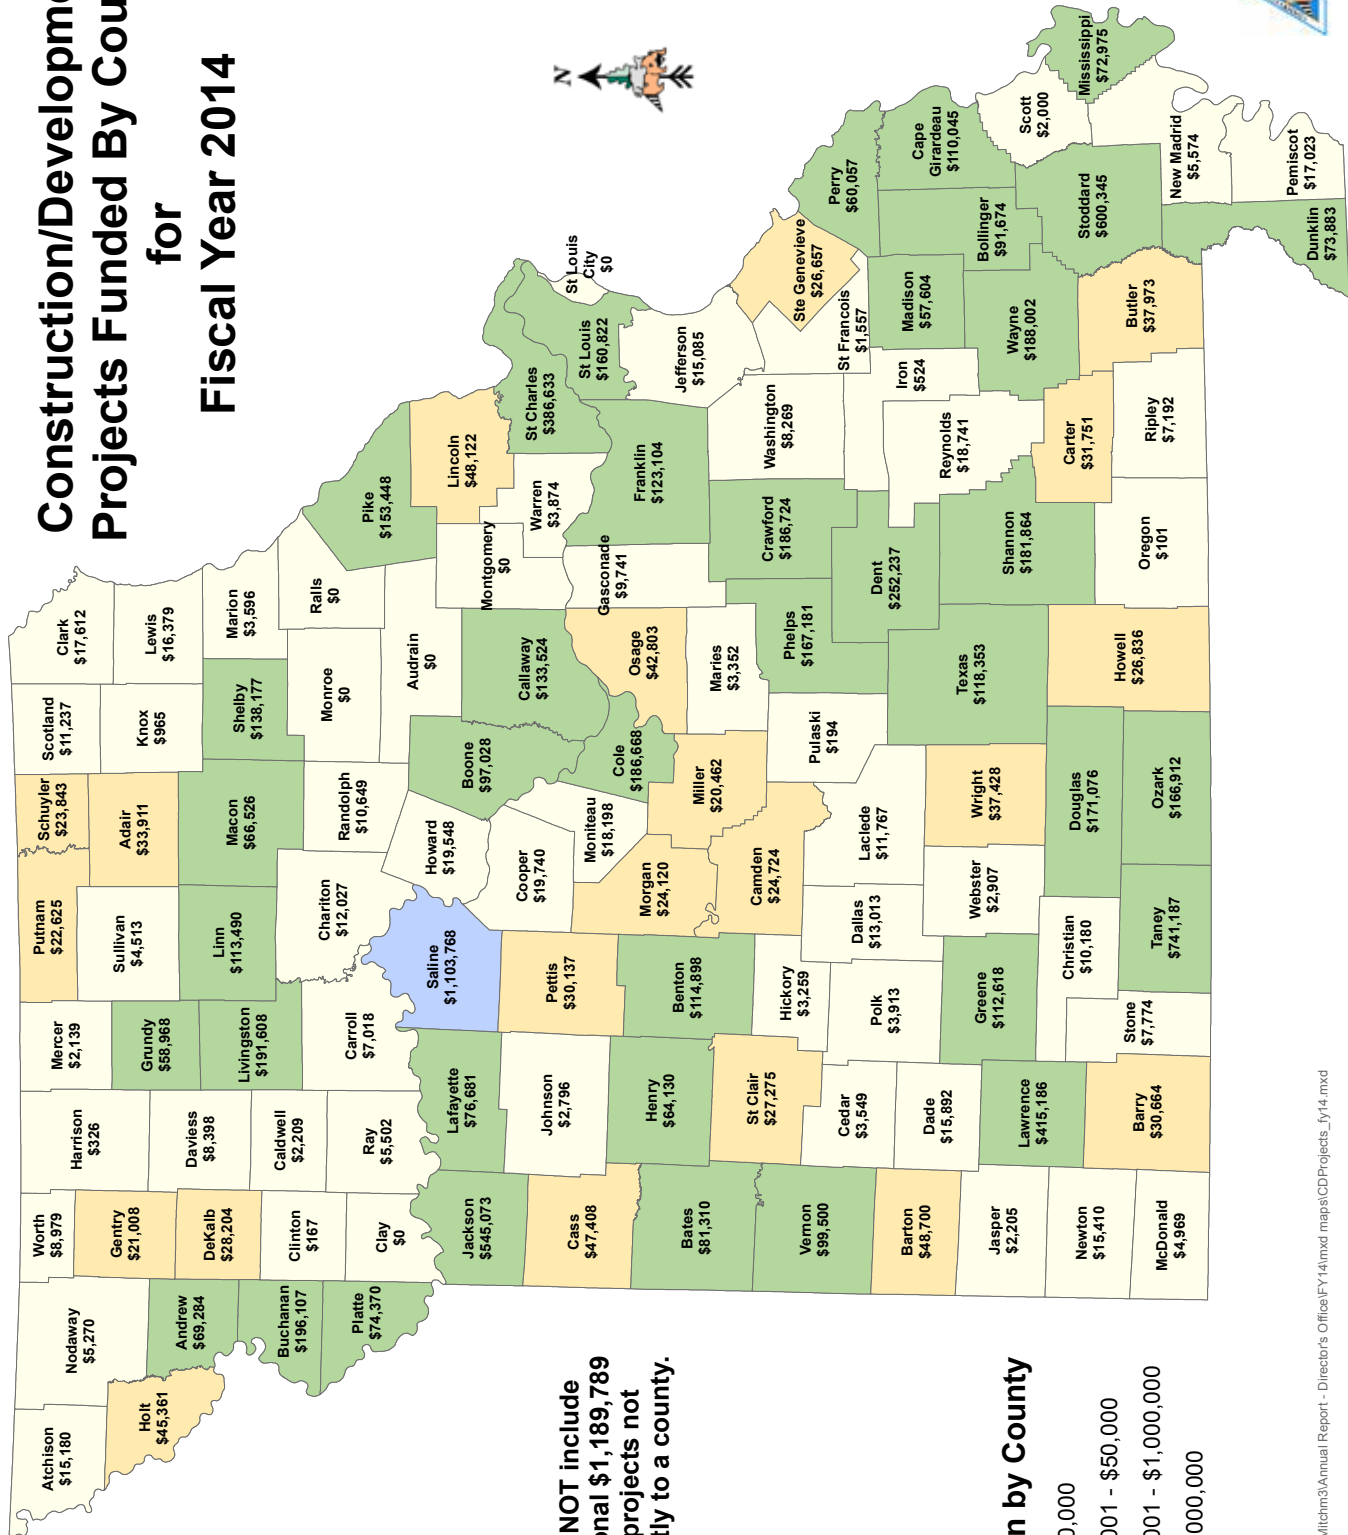 Construction/Developme
Projects Funded By Cou
for
Fiscal Year 2014
N
Atchison
$15,180
Nodaway
$5,270
Worth
$8,979
Harrison
$326
Mercer
$2,139
Putnam
$22,625
Schuyler
$23,843
Scotland
$11,237
Clark
$17,612
Holt
$45,361
Andrew
$69,284
Gentry
$21,008
DeKalb
$28,204
Daviess
$8,398
Grundy
$58,968
Sullivan
$4,513
Adair
$33,911
Knox
$965
Lewis
$16,379
Buchanan
$196,107
Clinton
$167
Caldwell
$2,209
Livingston
$191,608
Linn
$113,490
Macon
$66,526
Shelby
$138,177
Marion
$3,596
Platte
$74,370
Clay
$0
Ray
$5,502
Carroll
$7,018
Chariton
$12,027
Randolph
$10,649
Monroe
$0
Ralls
$0
Pike
$153,448
Jackson
$545,073
Lafayette
$76,681
Saline
$1,103,768
Howard
$19,548
Boone
$97,028
Audrain
$0
Callaway
$133,524
Montgomery
$0
Lincoln
$48,122
Warren
$3,874
St Charles
$386,633
St Louis
$160,822
St Louis
City
$0
Cass
$47,408
Johnson
$2,796
Pettis
$30,137
Cooper
$19,740
Moniteau
$18,198
Cole
$186,668
Osage
$42,803
Gasconade
$9,741
Franklin
$123,104
Jefferson
$15,085
Bates
$81,310
Henry
$64,130
Benton
$114,898
Morgan
$24,120
Miller
$20,462
Maries
$3,352
Crawford
$186,724
Washington
$8,269
St Francois
$1,557
Ste Genevieve
$26,657
Perry
$60,057
Vernon
$99,500
St Clair
$27,275
Hickory
$3,259
Camden
$24,724
Pulaski
$194
Phelps
$167,181
Dent
$252,237
Iron
$524
Madison
$57,604
Bollinger
$91,674
Cape
Girardeau
$110,045
Barton
$48,700
Cedar
$3,549
Polk
$3,913
Dallas
$13,013
Laclede
$11,767
Texas
$118,353
Reynolds
$18,741
Wayne
$188,002
Scott
$2,000
Mississippi
$72,975
Jasper
$2,205
Dade
$15,892
Greene
$112,618
Webster
$2,907
Wright
$37,428
Shannon
$181,864
Carter
$31,751
Butler
$37,973
Stoddard
$600,345
New Madrid
$5,574
Newton
$15,410
Lawrence
$415,186
Christian
$10,180
Douglas
$171,076
Howell
$26,836
Oregon
$101
Ripley
$7,192
McDonald
$4,969
Barry
$30,664
Stone
$7,774
Taney
$741,187
Ozark
$166,912
Dunklin
$73,883
Pemiscot
$17,023
NOT include
nal $1,189,789
projects not
tly to a county.
n by County
0,000
001 - $50,000
001 - $1,000,000
000,000
Mitchm3\Annual Report - Director's Office\FY14\mxd maps\CDProjects_fy14.mxd